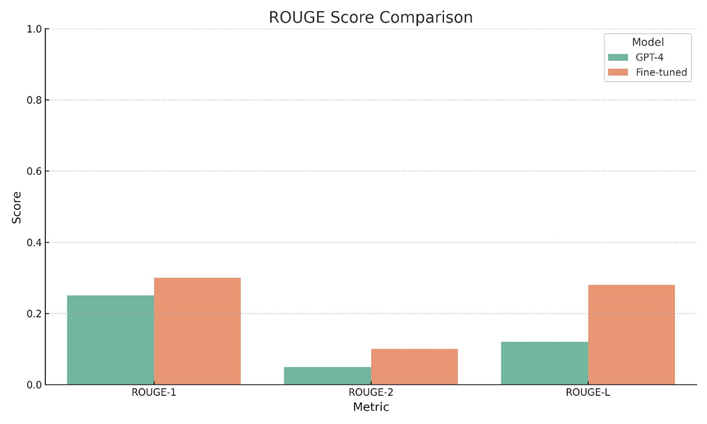 ROUGE Score Comparison
Model
GPT-4
Fine-tuned
1.0
0.8
0.6
0.4
0.2
0.0
Score
ROUGE-1
ROUGE-2
ROUGE-L
Metric